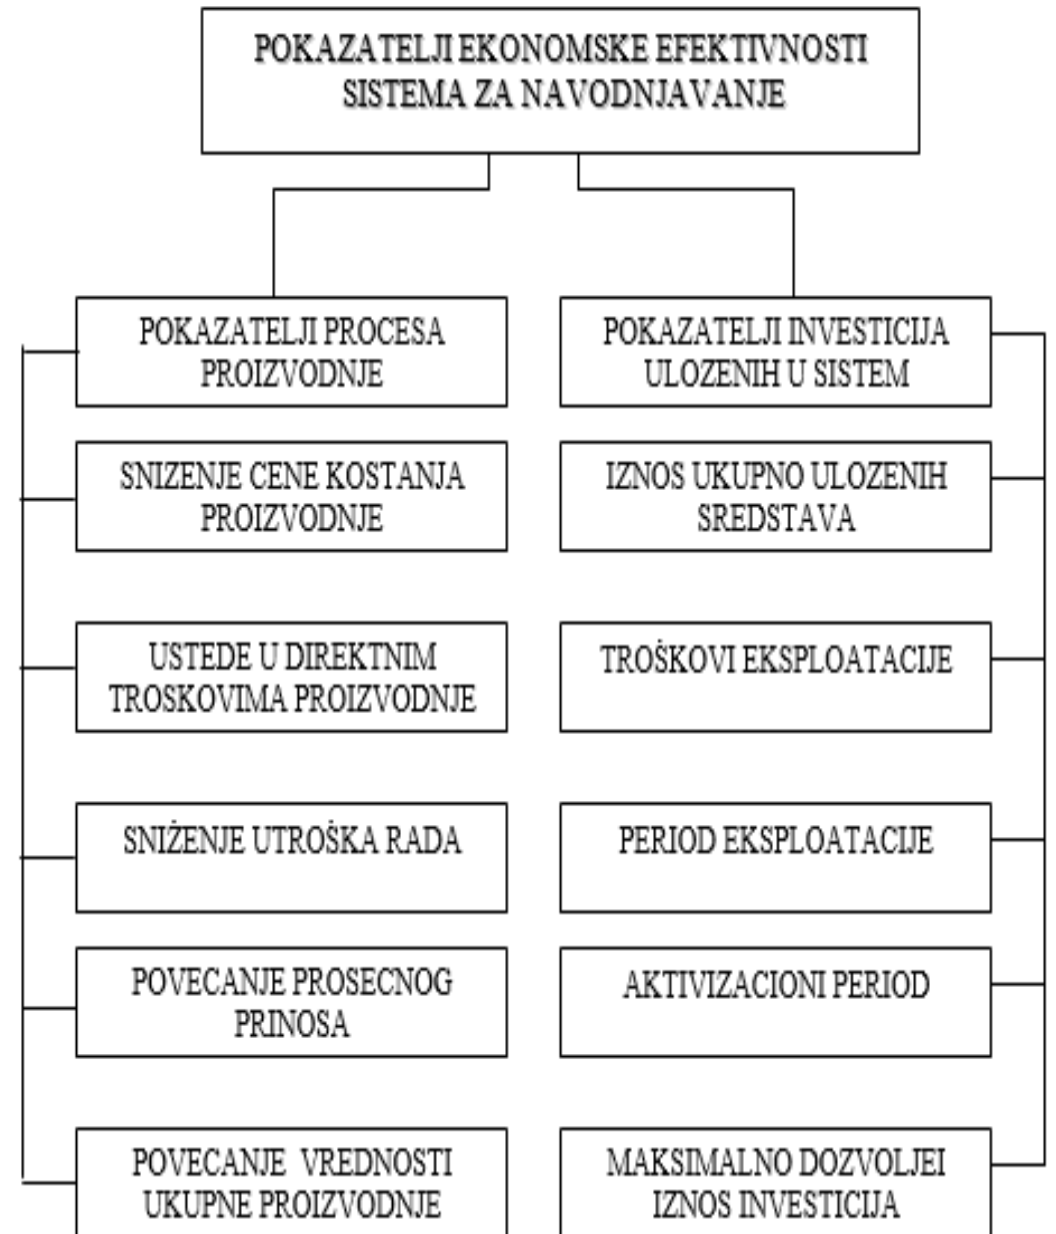 POKAZATELJI EKONOMSKE EFEKTIVNOSTI
SISTEMA ZA NAVODNJAVANJE
POKAZATELJI PROCESA
PROIZVODNJE
SNIZENJE CENE KOSTANJA
PROIZVODNJE
USTEDE U DIREKTNIM
TROSKOVIMA PROIZVODNJE
SNIŽENJE UTROŠKA RADA
POVECANJE PROSECNOG
PRINOSA
POVECANJE VREDNOSTI
UKUPNE PROIZVODNJE
POKAZATELJI INVESTICIJA
ULOZENIH U SISTEM
IZNOS UKUPNO ULOZENIH
SREDSTAVA
TROŠKOVI EKSPLOATACIJE
PERIOD EKSPLOATACIJE
AKTIVIZACIONI PERIOD
MAKSIMALNO DOZVOLJEI
IZNOS INVESTICIJA